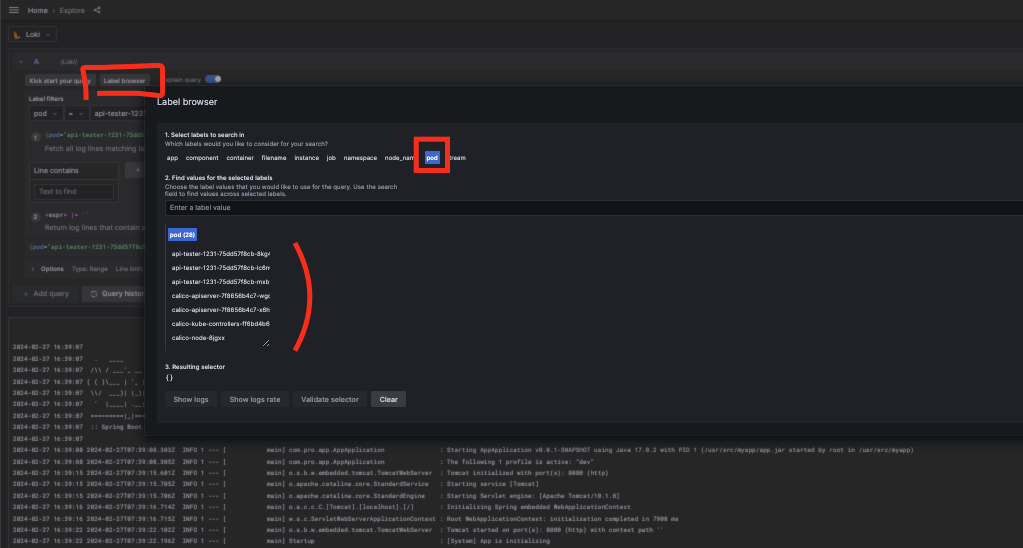 Home › Explore
Loki
A (Loki)
Kick start your query
Label browser
Explain query
Label filters
pod
=
api-tester-1231
1 {pod="api-tester-1231-75dd5
Fetch all log lines matching la
Line contains
Text to find
2 <expr> |= ``
Return log lines that contain
{pod="api-tester-1231-75dd57f8c
Options Type: Range Line limit
+ Add query
Query histor
Label browser
1. Select labels to search in
Which labels would you like to consider for your search?
app component container filename instance job namespace node_nam pod stream
2. Find values for the selected labels
Choose the label values that you would like to use for the query. Use the search
field to find values across selected labels.
Enter a label value
pod (28)
api-tester-1231-75dd57f8cb-8kg4
api-tester-1231-75dd57f8cb-lc6m
api-tester-1231-75dd57f8cb-mxb
calico-apiserver-7f8656b4c7-wgc
calico-apiserver-7f8656b4c7-x6h
calico-kube-controllers-ff6bd4b6
calico-node-8jgxx
3. Resulting selector
{}
Show logs
Show logs rate
Validate selector
Clear
2024-02-27 16:39:07
2024-02-27 16:39:07
2024-02-27 16:39:07
2024-02-27 16:39:07
2024-02-27 16:39:07
2024-02-27 16:39:07
2024-02-27 16:39:07
2024-02-27 16:39:07 :: Spring Boot
2024-02-27 16:39:07
2024-02-27 16:39:08 2024-02-27T07:39:08.303Z INFO 1 --- [ main] com.pro.app.AppApplication : Starting AppApplication v0.0.1-SNAPSHOT using Java 17.0.2 with PID 1 (/usr/src/myapp/app.jar started by root in /usr/src/myapp)
2024-02-27 16:39:08 2024-02-27T07:39:08.305Z INFO 1 --- [ main] com.pro.app.AppApplication : The following 1 profile is active: "dev"
2024-02-27 16:39:15 2024-02-27T07:39:15.601Z INFO 1 --- [ main] o.s.b.w.embedded.tomcat.TomcatWebServer : Tomcat initialized with port(s): 8080 (http)
2024-02-27 16:39:15 2024-02-27T07:39:15.705Z INFO 1 --- [ main] o.apache.catalina.core.StandardService : Starting service [Tomcat]
2024-02-27 16:39:15 2024-02-27T07:39:15.706Z INFO 1 --- [ main] o.apache.catalina.core.StandardEngine : Starting Servlet engine: [Apache Tomcat/10.1.8]
2024-02-27 16:39:16 2024-02-27T07:39:16.714Z INFO 1 --- [ main] o.a.c.c.C.[Tomcat].[localhost].[/] : Initializing Spring embedded WebApplicationContext
2024-02-27 16:39:16 2024-02-27T07:39:16.715Z INFO 1 --- [ main] w.s.c.ServletWebServerApplicationContext : Root WebApplicationContext: initialization completed in 7908 ms
2024-02-27 16:39:22 2024-02-27T07:39:22.102Z INFO 1 --- [ main] o.s.b.w.embedded.tomcat.TomcatWebServer : Tomcat started on port(s): 8080 (http) with context path ''
2024-02-27 16:39:22 2024-02-27T07:39:22.196Z INFO 1 --- [ main] Startup : [System] App is initializing